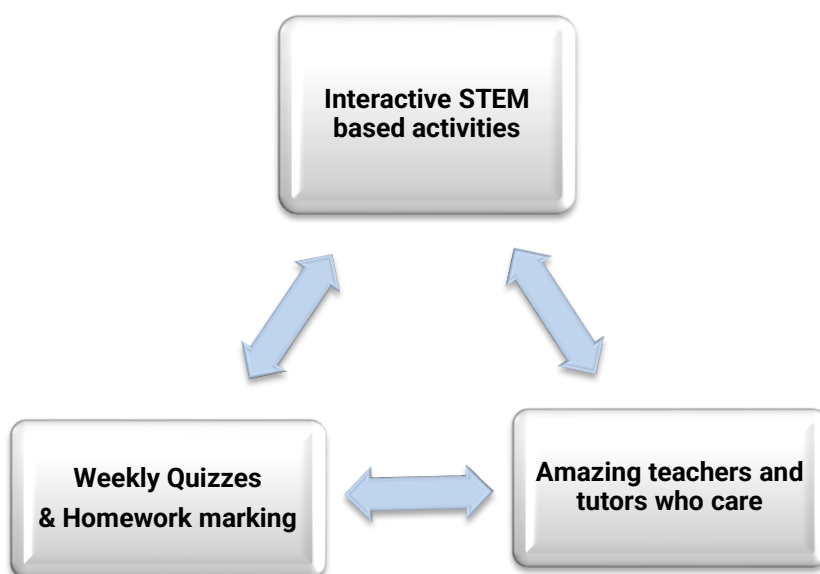 Interactive STEM
based activities
Weekly Quizzes
& Homework marking
Amazing teachers and
tutors who care